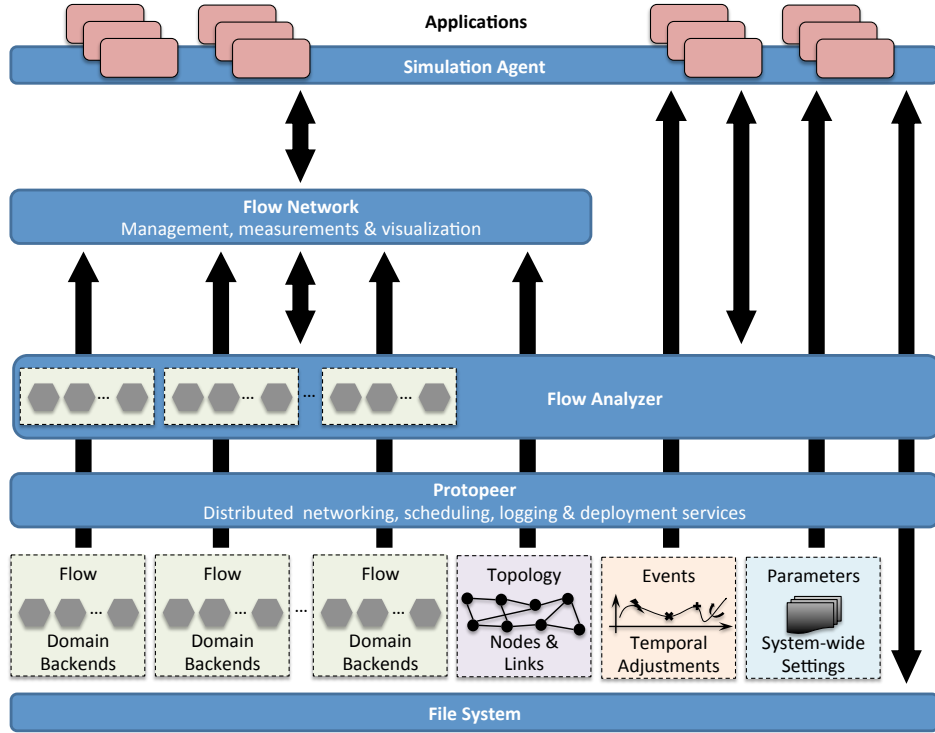 Applications
Simulation Agent
Flow Network
Management, measurements & visualization
... ... ... ...
Flow Analyzer
Protopeer
Distributed networking, scheduling, logging & deployment services
Flow
...
Domain
Backends
Flow
...
Domain
Backends
...
Flow
...
Domain
Backends
Topology
Nodes &
Links
Events
Temporal
Adjustments
Parameters
System-wide
Settings
File System